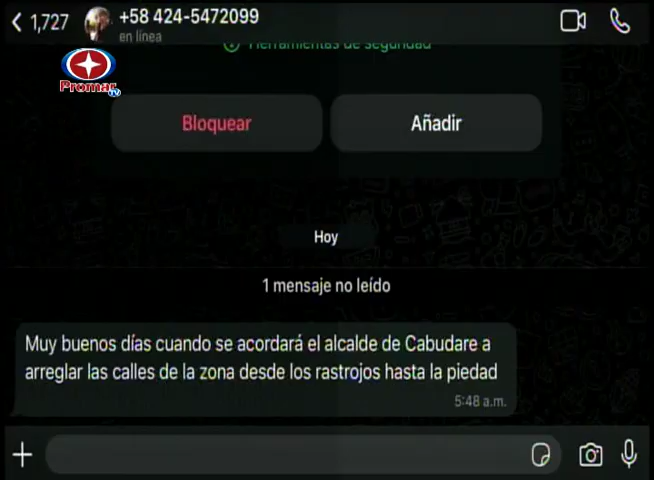 1,727
+58 424-5472099
en línea
Herramientas de seguridad
Promar
TV
Bloquear
Añadir
Hoy
1 mensaje no leído
Muy buenos días cuando se acordará el alcalde de Cabudare a
arreglar las calles de la zona desde los rastrojos hasta la piedad
5:48 a.m.